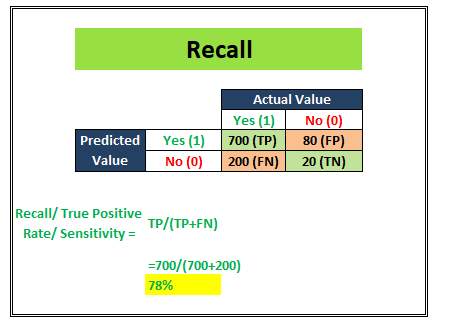 Recall
Actual Value
Yes (1) No (0)
Predicted Yes (1) 700 (TP) 80 (FP)
Value No (0) 200 (FN) 20 (TN)
Recall/ True Positive
Rate/ Sensitivity = TP/(TP+FN)
=700/(700+200)
78%